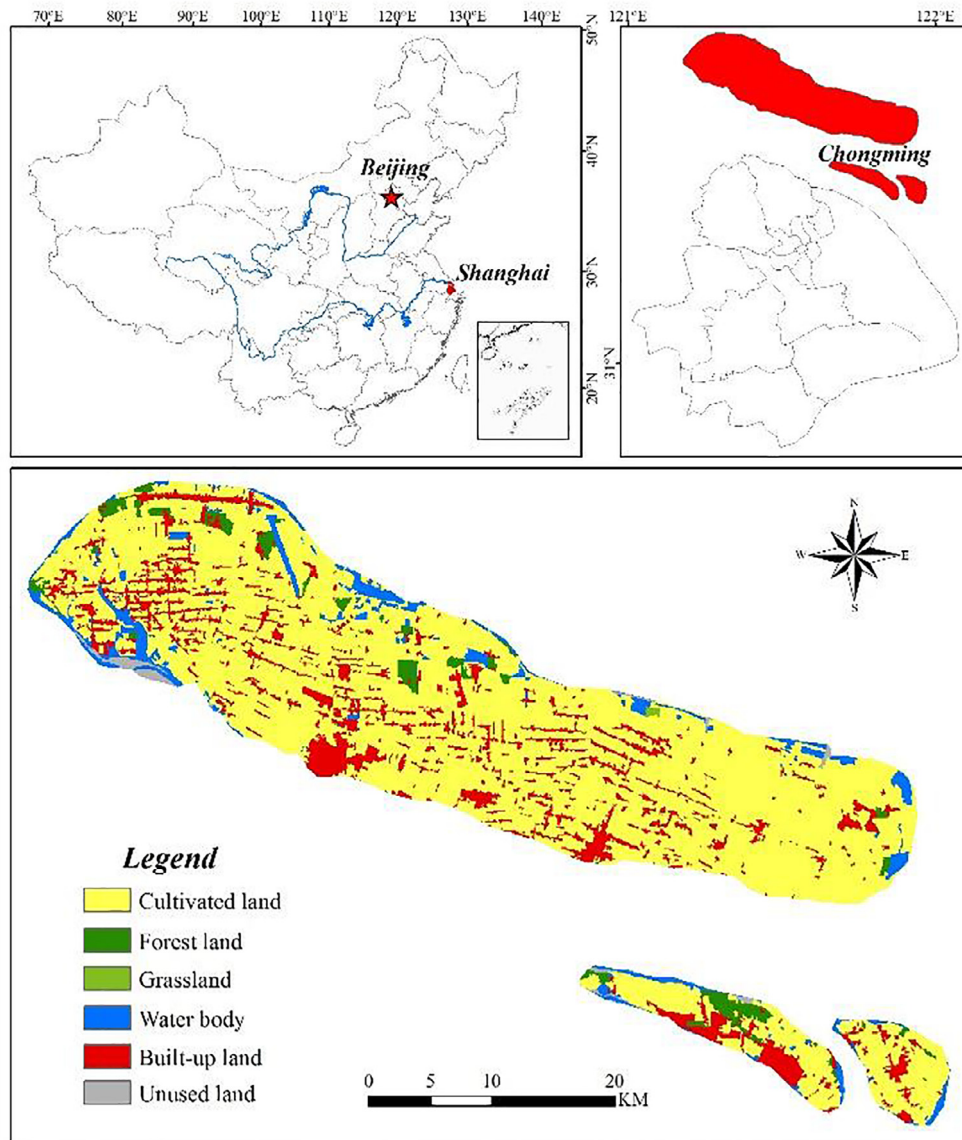 70°E 80°E 90°E 100°E 110°E 120°E 130°E 140°E
50°N
40°N
30°N
20°N
Beijing
Shanghai
121°E 122°E
31°N
Chongming
N
W E
S
Legend
Cultivated land
Forest land
Grassland
Water body
Built-up land
Unused land
0 5 10 20
KM